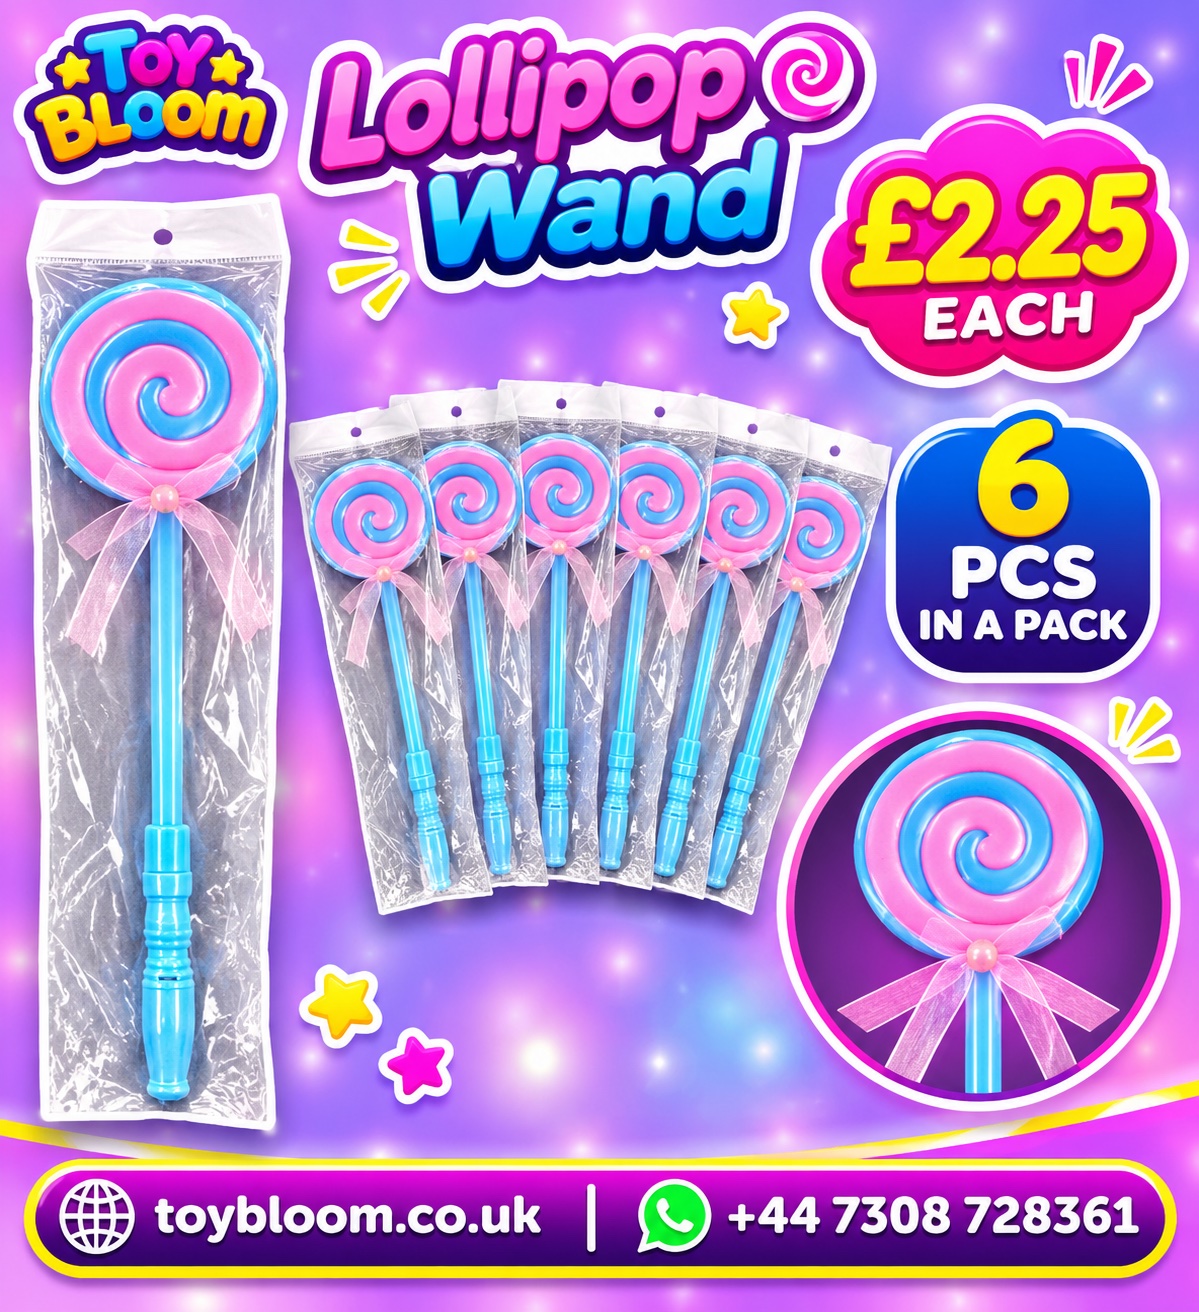 TOY
BLOOM
Lollipop
Wand
£2.25
EACH
6
PCS
IN A PACK
toybloom.co.uk | +44 7308 728361